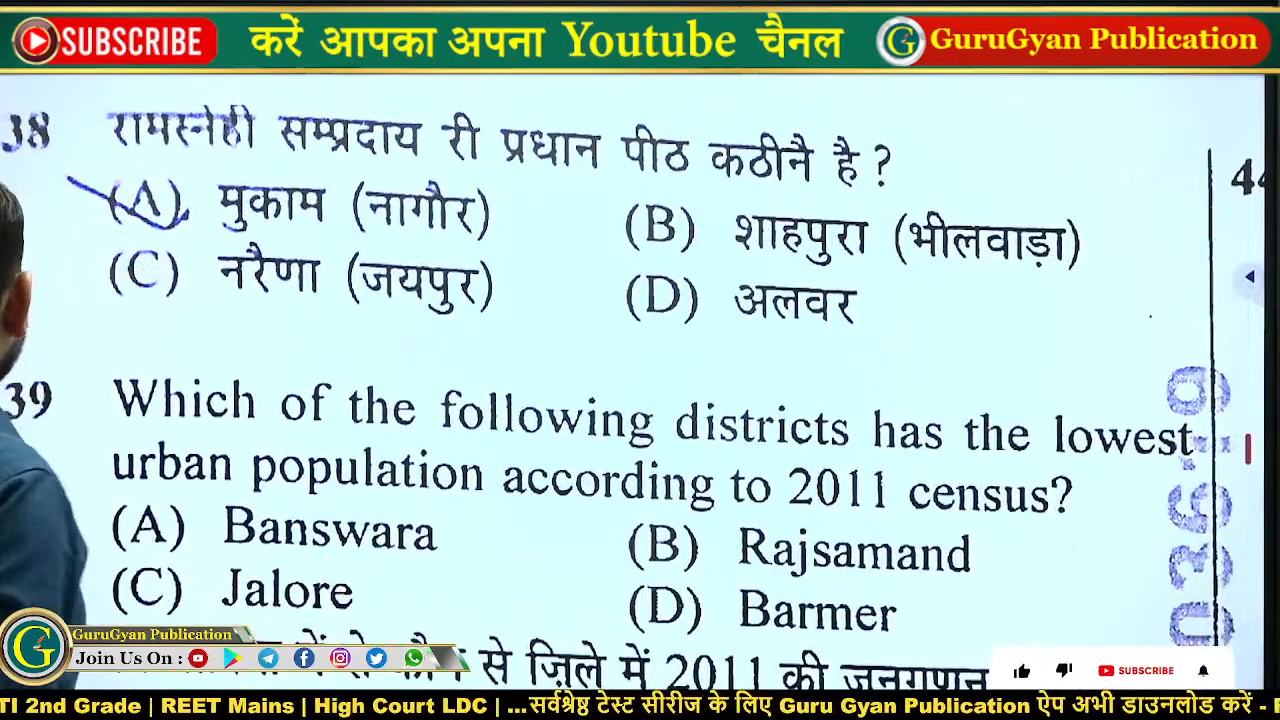 SUBSCRIBE करें आपका अपना Youtube चैनल GuruGyan Publication
38 रामस्नेही सम्प्रदाय री प्रधान पीठ कठीनै है ?
(A) मुकाम (नागौर) (B) शाहपुरा (भीलवाड़ा)
(C) नरैणा (जयपुर) (D) अलवर
39 Which of the following districts has the lowest
urban population according to 2011 census?
(A) Banswara (B) Rajsamand
(C) Jalore (D) Barmer
से ज़िले में 2011 की जनगणन
GuruGyan Publication
Join Us On :
SUBSCRIBE
TI 2nd Grade | REET Mains | High Court LDC | ...सर्वश्रेष्ठ टेस्ट सीरीज के लिए Guru Gyan Publication ऐप अभी डाउनलोड करें -